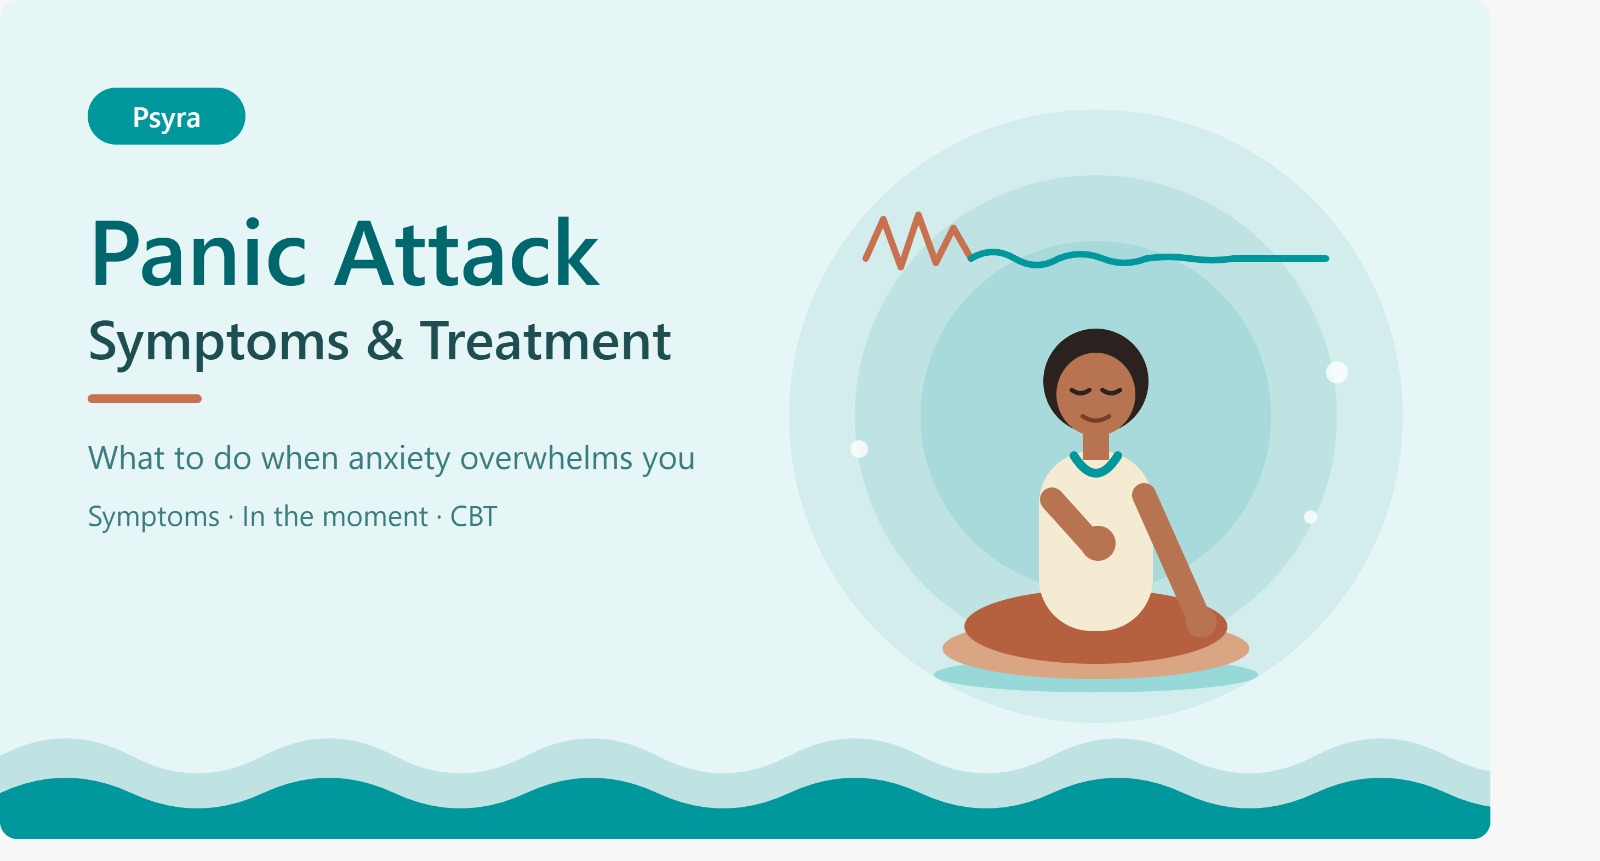 Psyra
Panic Attack
Symptoms & Treatment
What to do when anxiety overwhelms you
Symptoms · In the moment · CBT